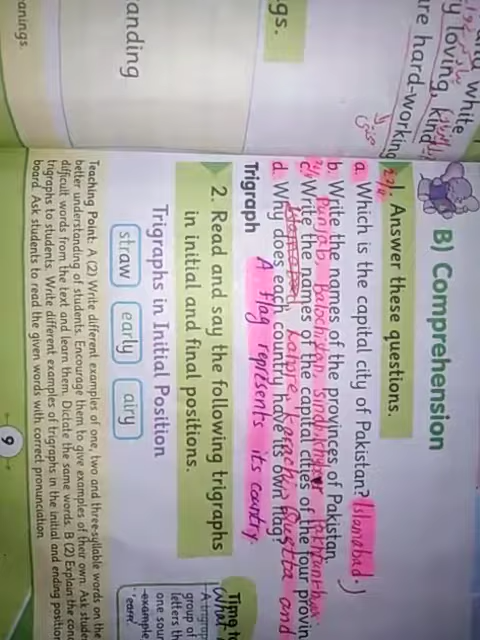 and white
y loving, kind
are hard-working
gs.
anding
anings.
B) Comprehension
1. Answer these questions.
a. Which is the capital city of Pakistan? Islamabad.
b. Write the names of the provinces of Pakistan.
Punjab, Balochistan, Sindh,
c. Write the names of the capital cities of the four provin
Lahore, Karachi, Quetta and
d. Why does each country have its own flag?
A flag represents its country.
Trigraph
2. Read and say the following trigraphs
in initial and final positions.
Trigraphs in Initial Position
straw early airy
Time to
What
A trigrap
group of
letters th
one sour
example
"earn"
Teaching Point: A (2) Write different examples of one, two and three-syllable words on the
better understanding of students. Encourage them to give examples of their own. Ask stude
difficult words from the text and learn them. Dictate the same words. B (2) Explain the con
trigraphs to students. Write different examples of trigraphs in the initial and ending position
board. Ask students to read the given words with correct pronunciation.
9